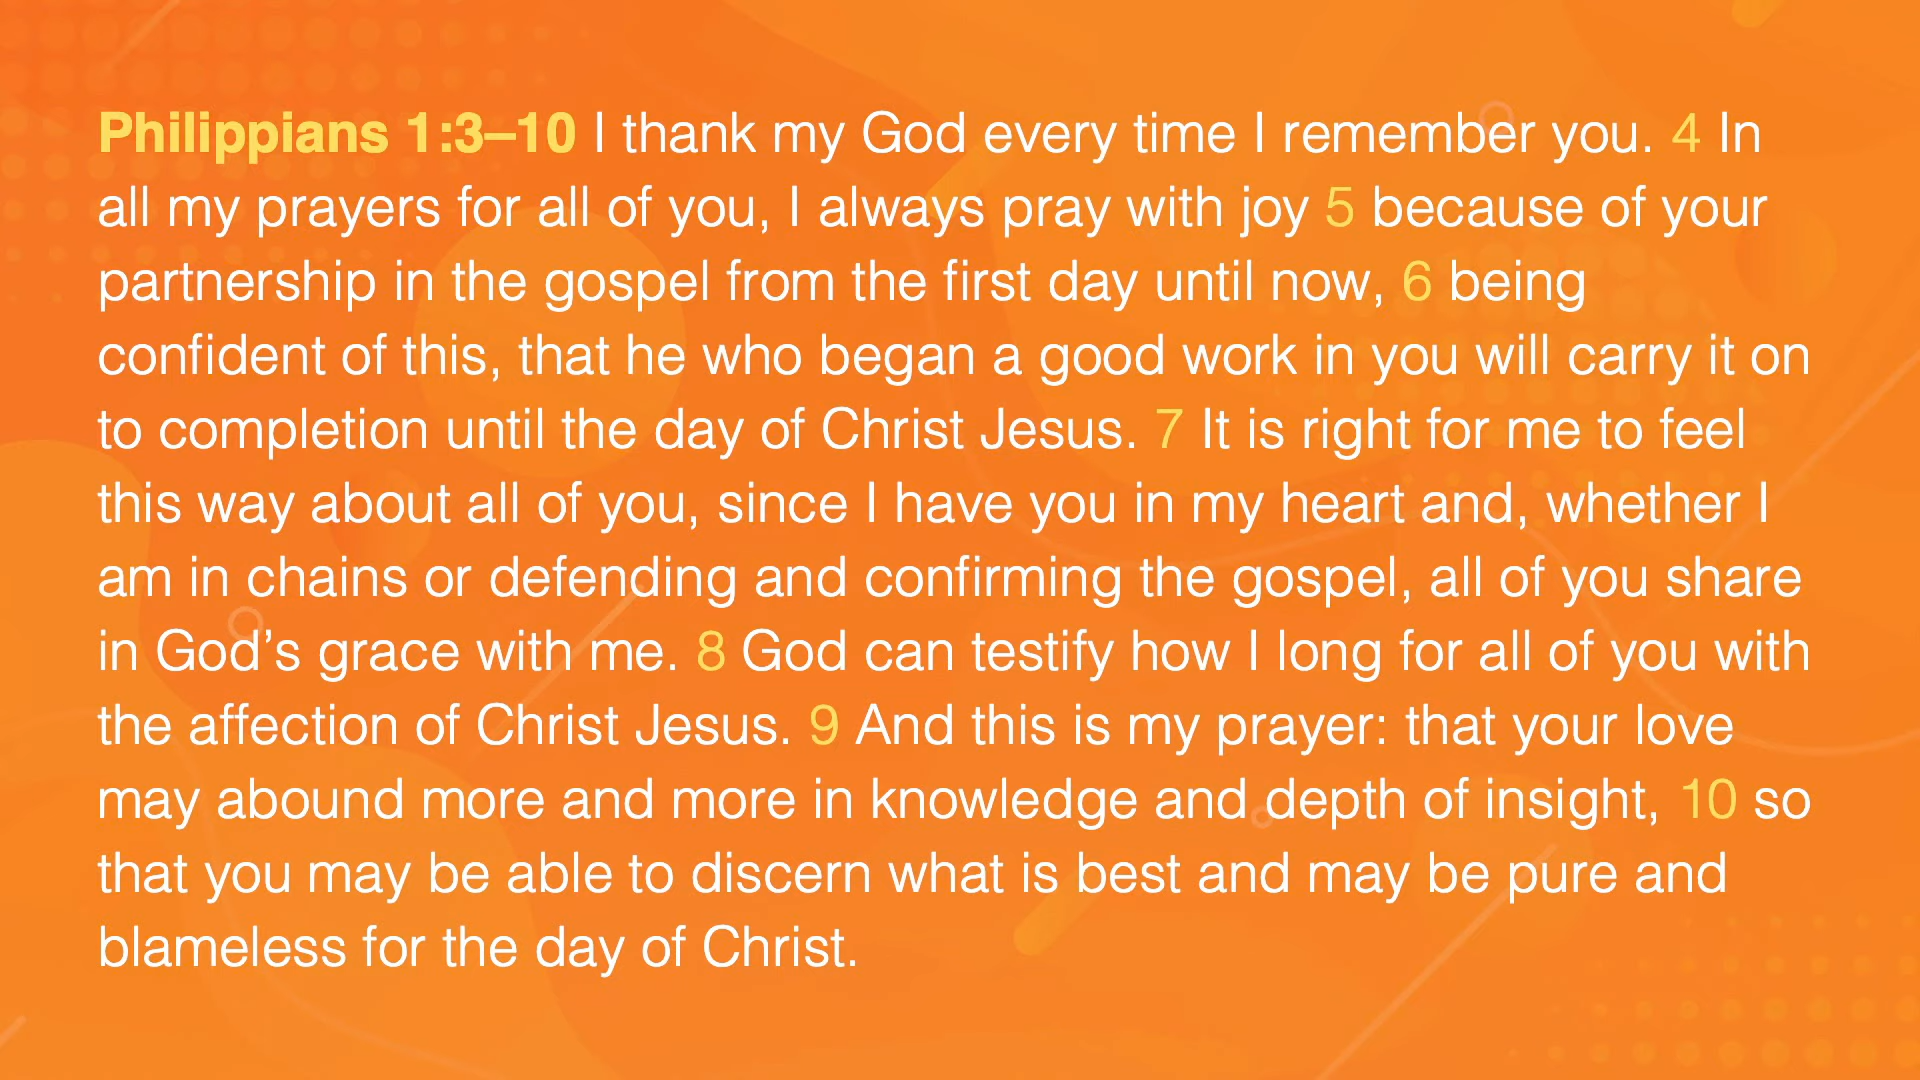 Philippians 1:3–10 I thank my God every time I remember you. 4 In
all my prayers for all of you, I always pray with joy 5 because of your
partnership in the gospel from the first day until now, 6 being
confident of this, that he who began a good work in you will carry it on
to completion until the day of Christ Jesus. 7 It is right for me to feel
this way about all of you, since I have you in my heart and, whether I
am in chains or defending and confirming the gospel, all of you share
in God’s grace with me. 8 God can testify how I long for all of you with
the affection of Christ Jesus. 9 And this is my prayer: that your love
may abound more and more in knowledge and depth of insight, 10 so
that you may be able to discern what is best and may be pure and
blameless for the day of Christ.